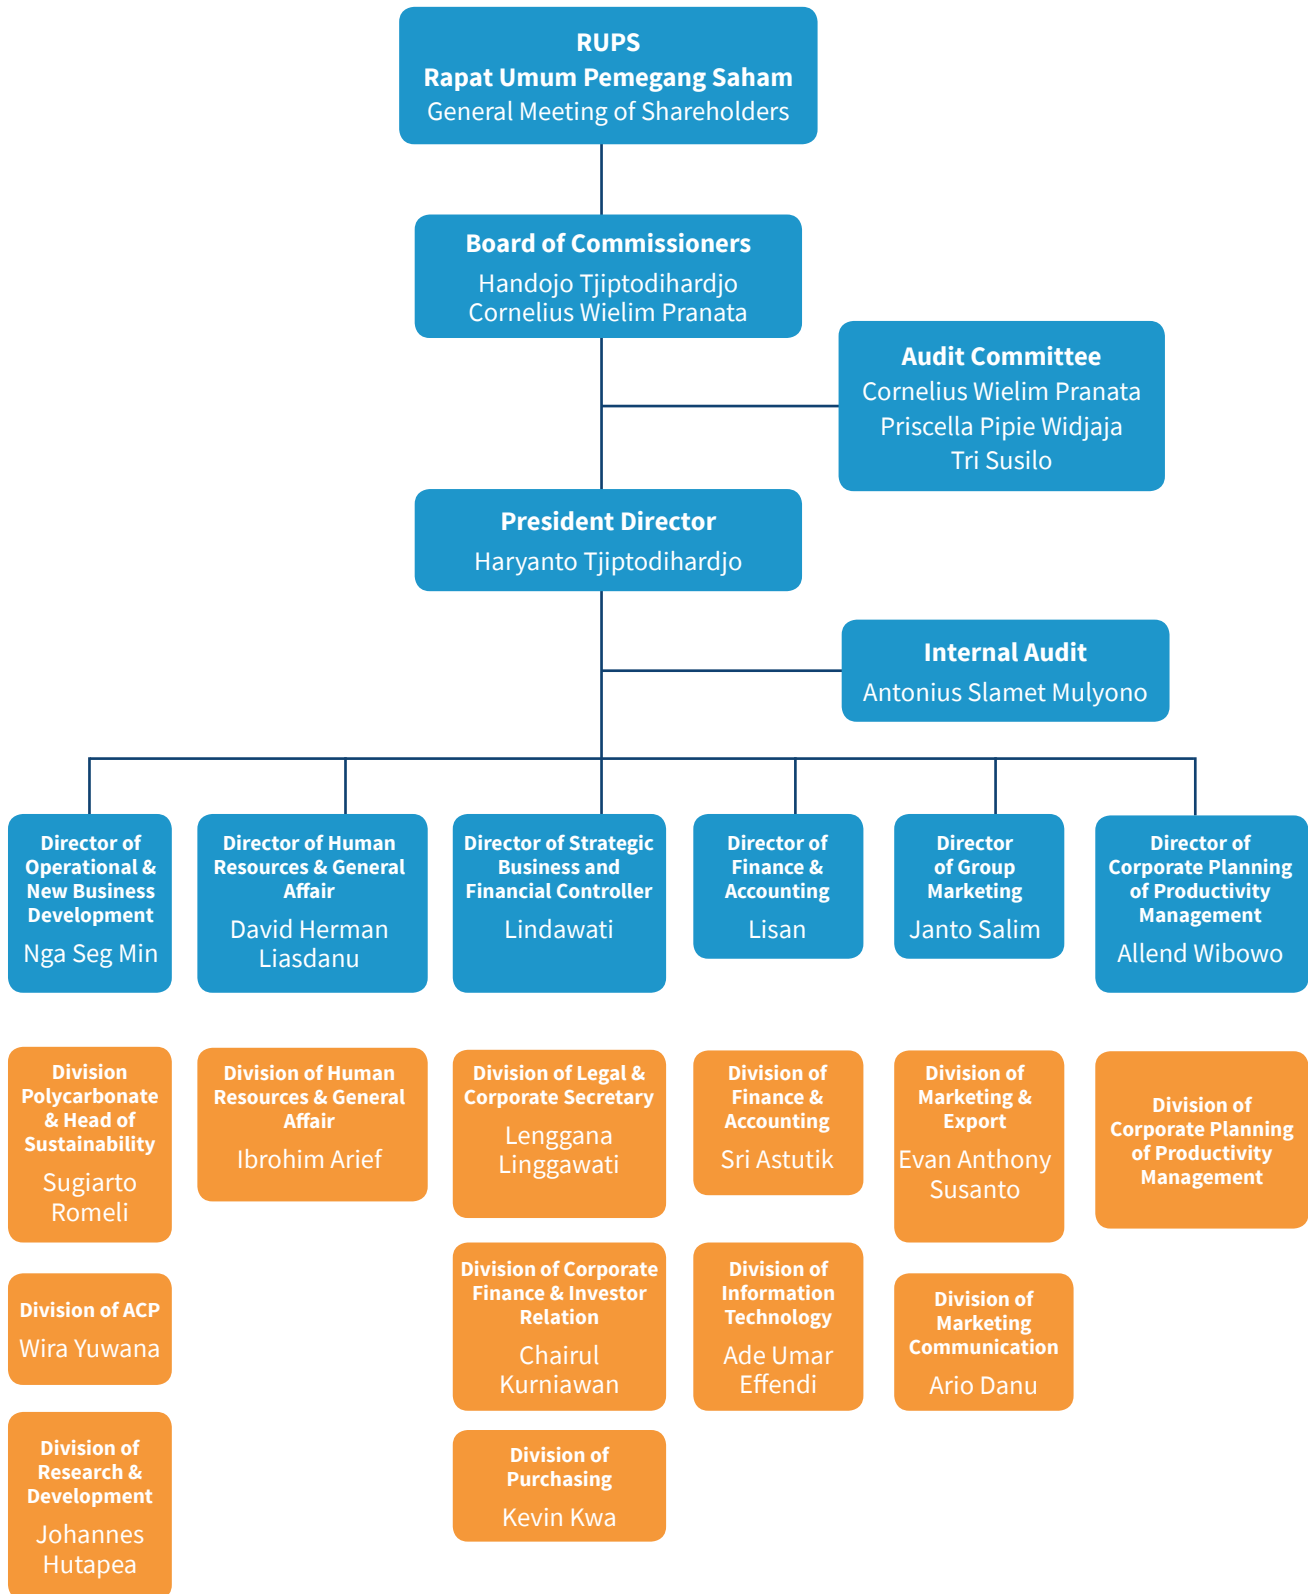 RUPS
Rapat Umum Pemegang Saham
General Meeting of Shareholders
Board of Commissioners
Handojo Tjiptodihardjo
Cornelius Wielim Pranata
Audit Committee
Cornelius Wielim Pranata
Priscella Pipie Widjaja
Tri Susilo
President Director
Haryanto Tjiptodihardjo
Internal Audit
Antonius Slamet Mulyono
Director of
Operational &
New Business
Development
Nga Seg Min
Director of Human
Resources & General
Affair
David Herman
Liasdanu
Director of Strategic
Business and
Financial Controller
Lindawati
Director of
Finance &
Accounting
Lisan
Director
of Group
Marketing
Janto Salim
Director of
Corporate Planning
of Productivity
Management
Allend Wibowo
Division
Polycarbonate
& Head of
Sustainability
Sugiarto
Romeli
Division of Human
Resources & General
Affair
Ibrohim Arief
Division of Legal &
Corporate Secretary
Lenggana
Linggawati
Division of
Finance &
Accounting
Sri Astutik
Division of
Marketing &
Export
Evan Anthony
Susanto
Division of
Corporate Planning
of Productivity
Management
Division of ACP
Wira Yuwana
Division of Corporate
Finance & Investor
Relation
Chairul
Kurniawan
Division of
Information
Technology
Ade Umar
Effendi
Division of
Marketing
Communication
Ario Danu
Division of
Research &
Development
Johannes
Hutapea
Division of
Purchasing
Kevin Kwa